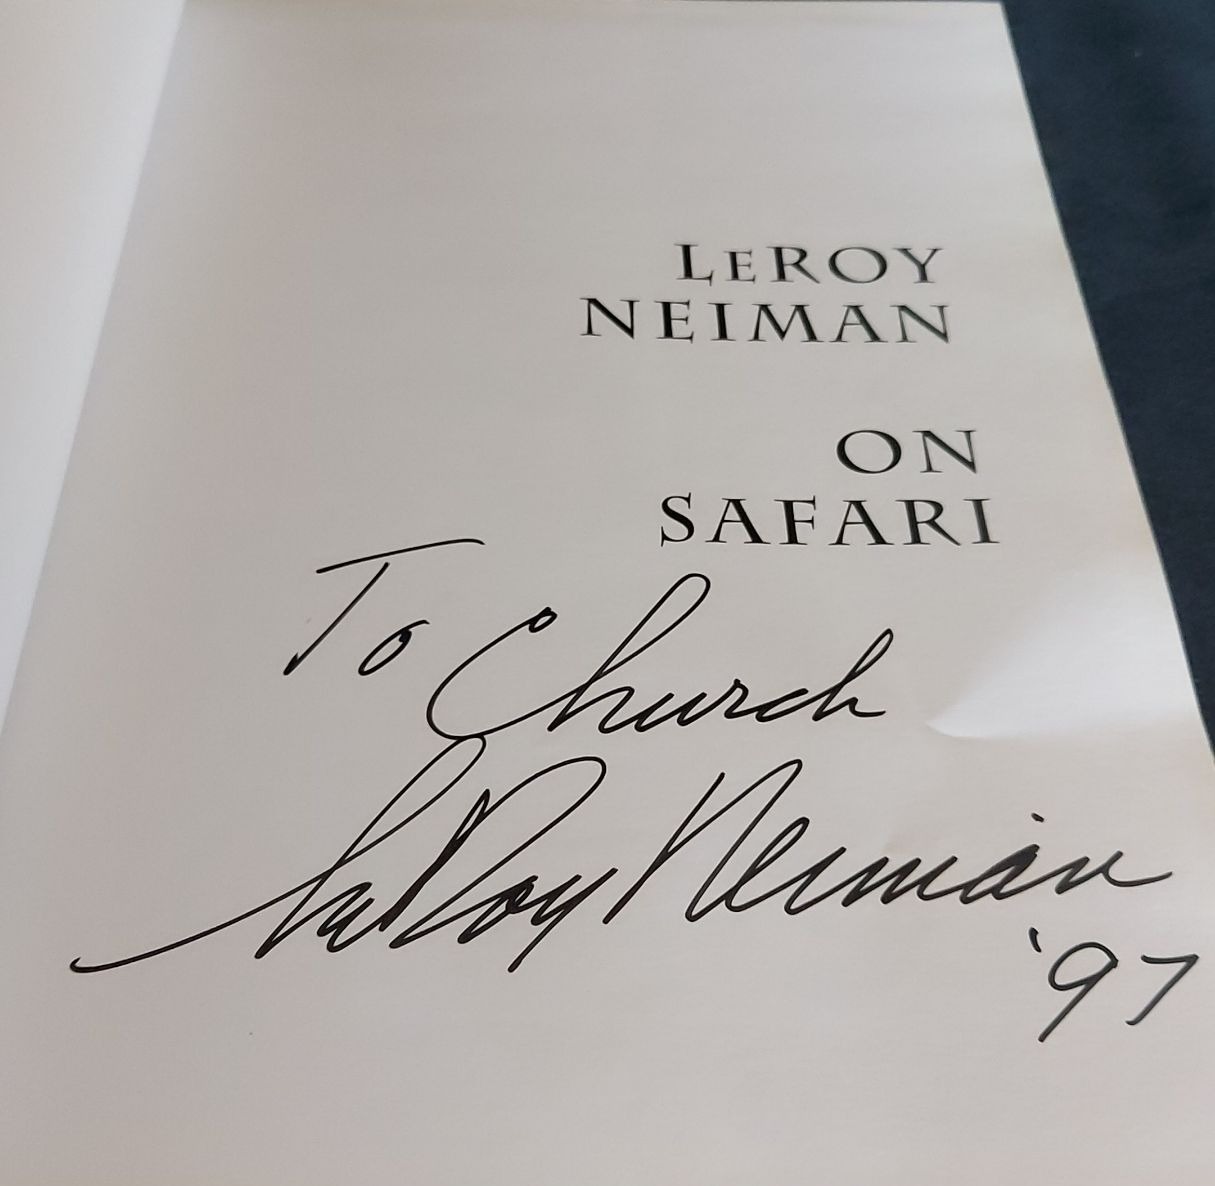 LEROY
NEIMAN
ON
SAFARI
To Church
LeRoy Neiman
'97